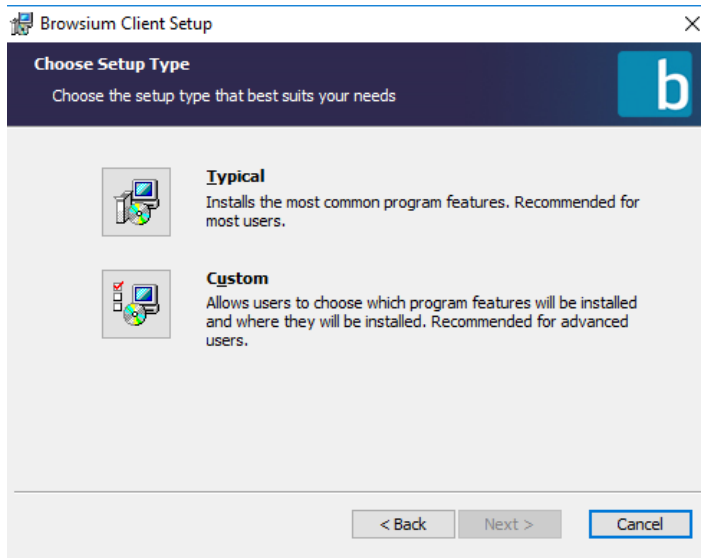 Browsium Client Setup
Choose Setup Type
Choose the setup type that best suits your needs
b
Typical
Installs the most common program features. Recommended for
most users.
Custom
Allows users to choose which program features will be installed
and where they will be installed. Recommended for advanced
users.
< Back Next > Cancel